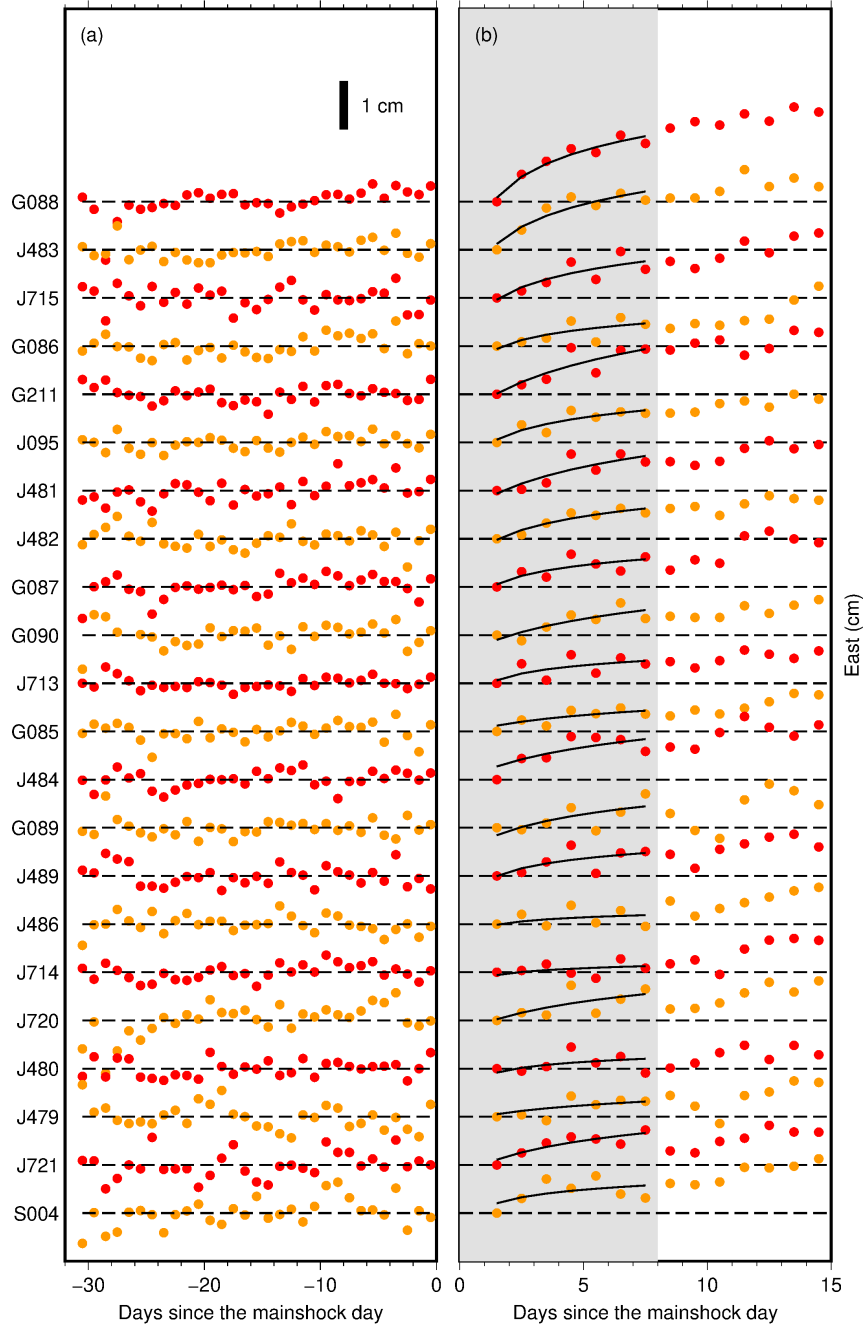 (a)
(b)
1 cm
G088
J483
J715
G086
G211
J095
J481
J482
G087
G090
J713
G085
J484
G089
J489
J486
J714
J720
J480
J479
J721
S004
East (cm)
−30 −20 −10 0
0 5 10 15
Days since the mainshock day
Days since the mainshock day